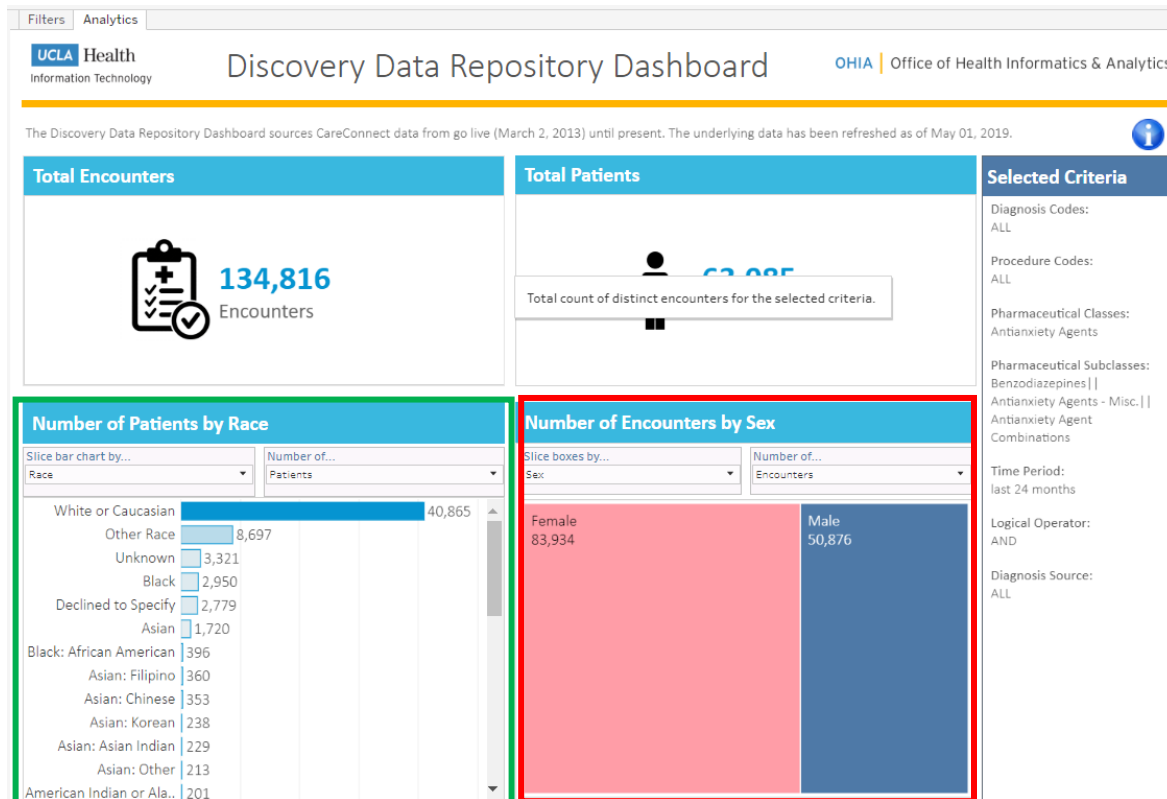 Filters Analytics
UCLA Health
Information Technology
Discovery Data Repository Dashboard
OHIA | Office of Health Informatics & Analytics
The Discovery Data Repository Dashboard sources CareConnect data from go live (March 2, 2013) until present. The underlying data has been refreshed as of May 01, 2019.
Total Encounters
134,816
Encounters
Total Patients
Total count of distinct encounters for the selected criteria.
Selected Criteria
Diagnosis Codes:
ALL
Procedure Codes:
ALL
Pharmaceutical Classes:
Antianxiety Agents
Pharmaceutical Subclasses:
Benzodiazepines||
Antianxiety Agents - Misc.||
Antianxiety Agent
Combinations
Time Period:
last 24 months
Logical Operator:
AND
Diagnosis Source:
ALL
Number of Patients by Race
Slice bar chart by... Number of...
Race Patients
White or Caucasian 40,865
Other Race 8,697
Unknown 3,321
Black 2,950
Declined to Specify 2,779
Asian 1,720
Black: African American 396
Asian: Filipino 360
Asian: Chinese 353
Asian: Korean 238
Asian: Asian Indian 229
Asian: Other 213
American Indian or Ala.. 201
Number of Encounters by Sex
Slice boxes by... Number of...
Sex Encounters
Female
83,934
Male
50,876